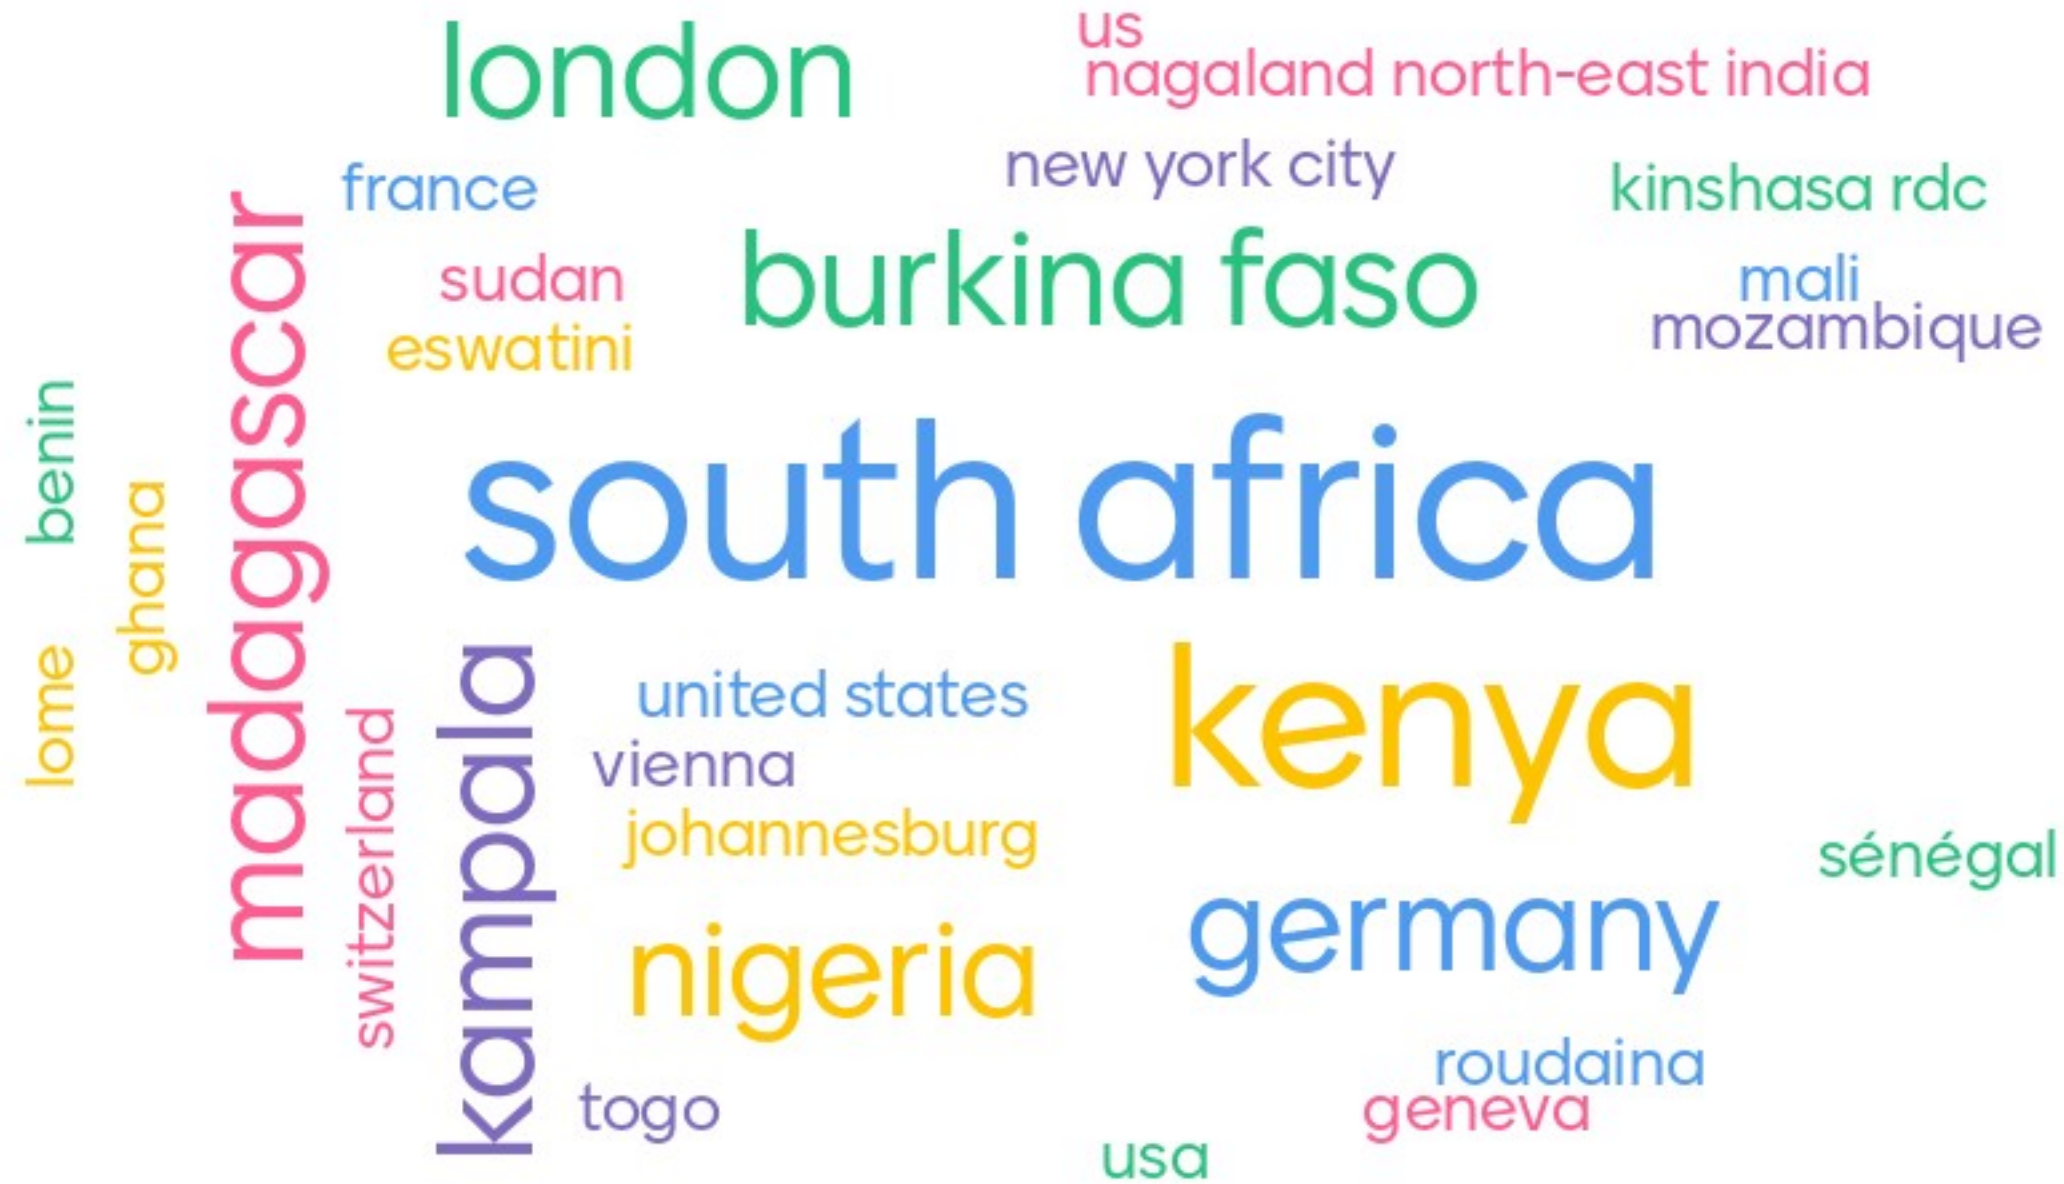 london
us
nagaland north-east india
new york city
france
kinshasa rdc
madagascar
sudan
burkina faso
mali
eswatini
mozambique
benin
south africa
ghana
lome
kampala
united states
kenya
switzerland
vienna
johannesburg
sénégal
nigeria
germany
roudaina
togo
geneva
usa